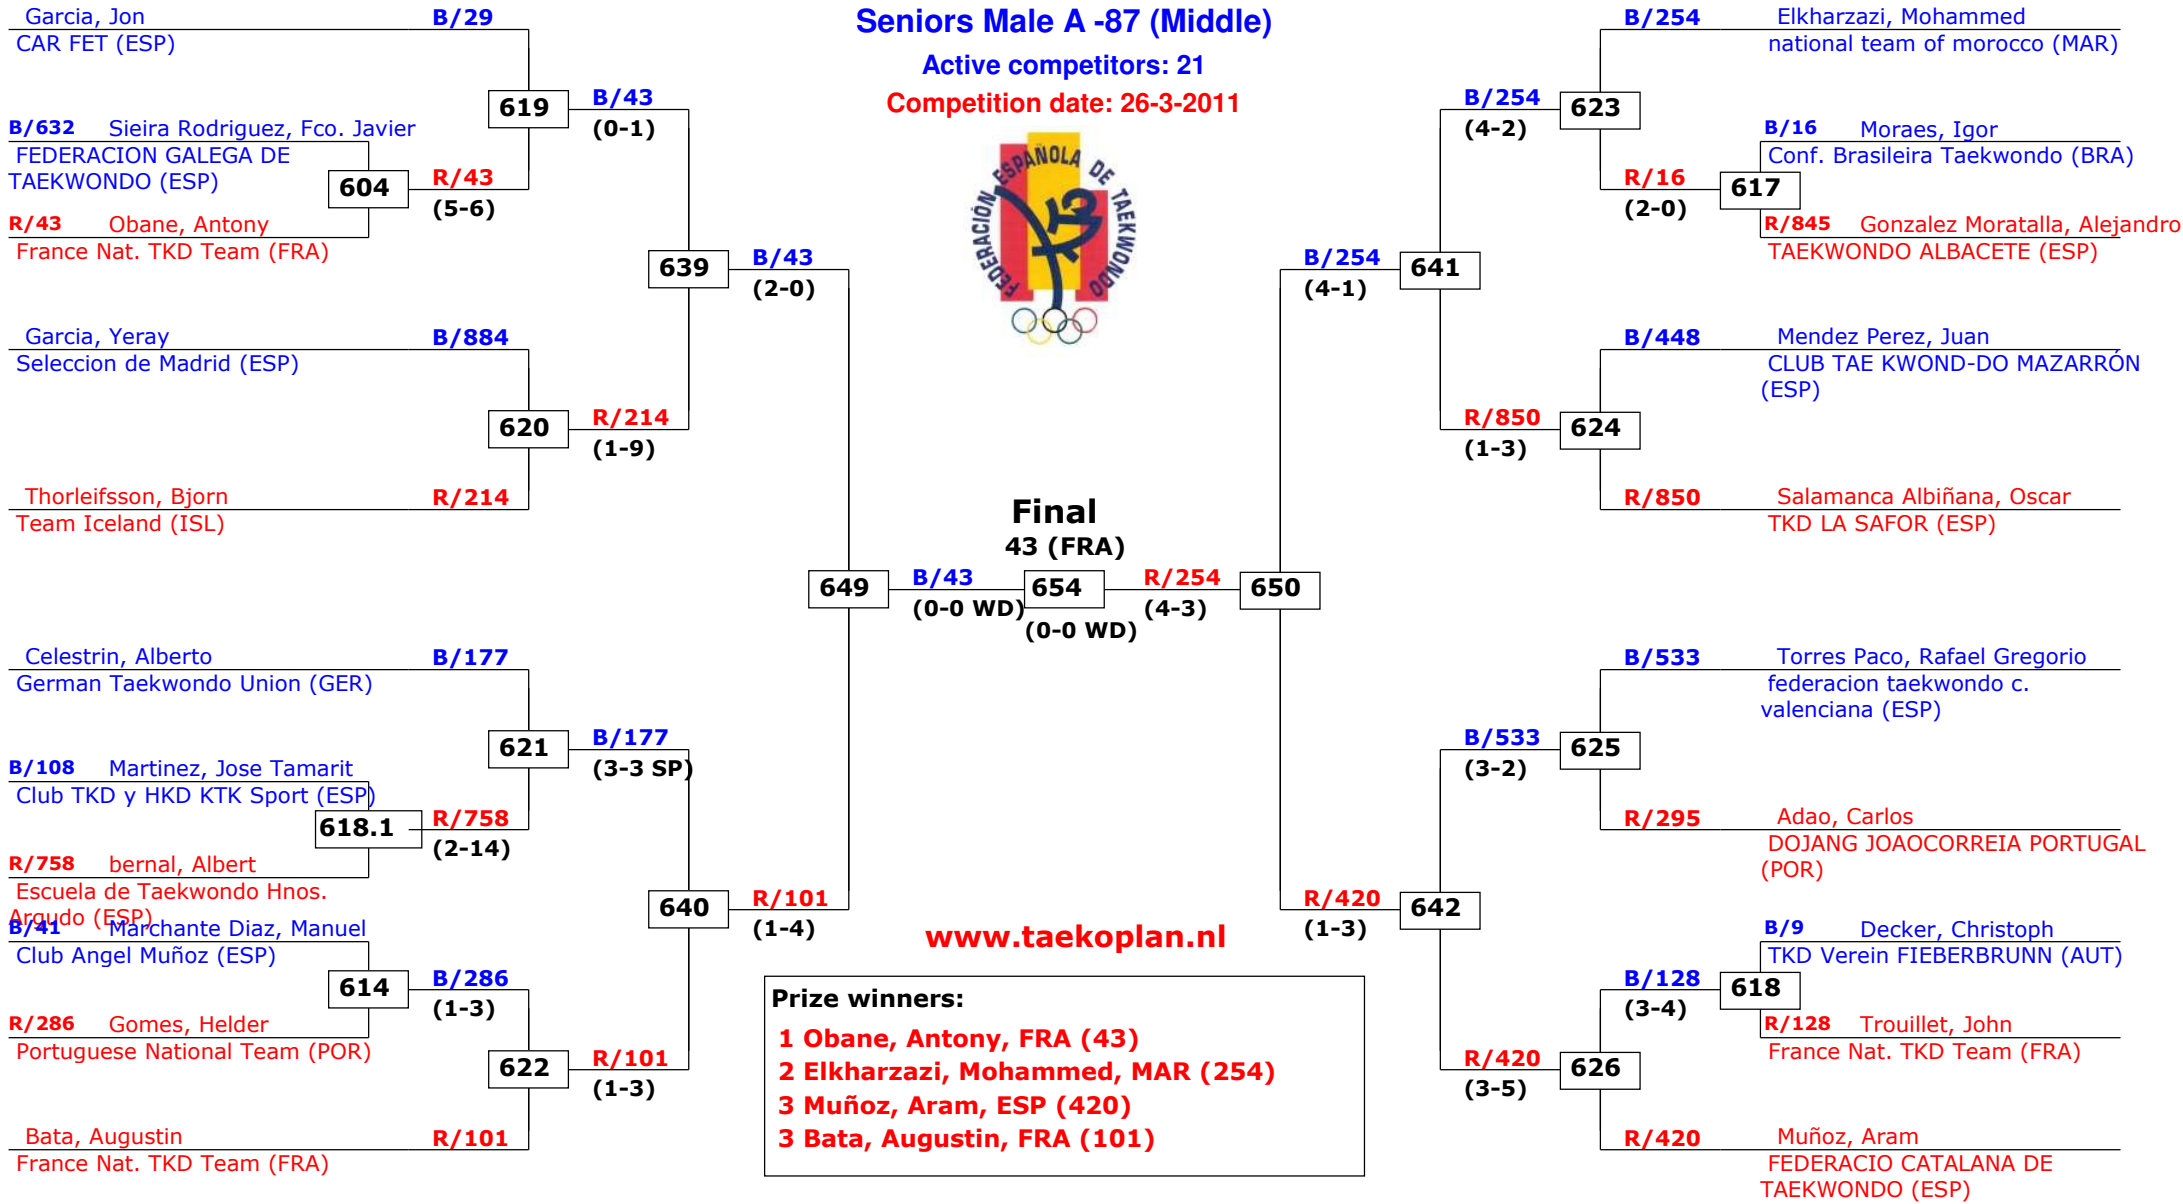 Seniors Male A -87 (Middle)
Active competitors: 21
Competition date: 26-3-2011
FEDERACIÓN ESPAÑOLA DE TAEKWONDO
Garcia, Jon
B/29
CAR FET (ESP)
619
B/43
(0-1)
B/632 Sieira Rodriguez, Fco. Javier
FEDERACION GALEGA DE
TAEKWONDO (ESP)
604
R/43
(5-6)
R/43 Obane, Antony
France Nat. TKD Team (FRA)
639
B/43
(2-0)
Garcia, Yeray
B/884
Seleccion de Madrid (ESP)
620
R/214
(1-9)
Thorleifsson, Bjorn
R/214
Team Iceland (ISL)
649
B/43
(0-0 WD)
Celestrin, Alberto
B/177
German Taekwondo Union (GER)
621
B/177
(3-3 SP)
B/108 Martinez, Jose Tamarit
Club TKD y HKD KTK Sport (ESP)
618.1
R/758
(2-14)
R/758 bernal, Albert
Escuela de Taekwondo Hnos.
Argudo (ESP)
640
R/101
(1-4)
B/41 Marchante Diaz, Manuel
Club Angel Muñoz (ESP)
614
B/286
(1-3)
R/286 Gomes, Helder
Portuguese National Team (POR)
622
R/101
(1-3)
Bata, Augustin
R/101
France Nat. TKD Team (FRA)
Final
43 (FRA)
654
(0-0 WD)
R/254
(4-3)
650
B/254
Elkharzazi, Mohammed
national team of morocco (MAR)
B/254
(4-2)
623
B/16 Moraes, Igor
Conf. Brasileira Taekwondo (BRA)
R/16
(2-0)
617
R/845 Gonzalez Moratalla, Alejandro
TAEKWONDO ALBACETE (ESP)
B/254
(4-1)
641
B/448
Mendez Perez, Juan
CLUB TAE KWOND-DO MAZARRÓN
(ESP)
R/850
(1-3)
624
R/850
Salamanca Albiñana, Oscar
TKD LA SAFOR (ESP)
B/533
Torres Paco, Rafael Gregorio
federacion taekwondo c.
valenciana (ESP)
B/533
(3-2)
625
R/295
Adao, Carlos
DOJANG JOAOCORREIA PORTUGAL
(POR)
R/420
(1-3)
642
B/9 Decker, Christoph
TKD Verein FIEBERBRUNN (AUT)
B/128
(3-4)
618
R/128 Trouillet, John
France Nat. TKD Team (FRA)
R/420
(3-5)
626
R/420
Muñoz, Aram
FEDERACIO CATALANA DE
TAEKWONDO (ESP)
www.taekoplan.nl
Prize winners:
1 Obane, Antony, FRA (43)
2 Elkharzazi, Mohammed, MAR (254)
3 Muñoz, Aram, ESP (420)
3 Bata, Augustin, FRA (101)